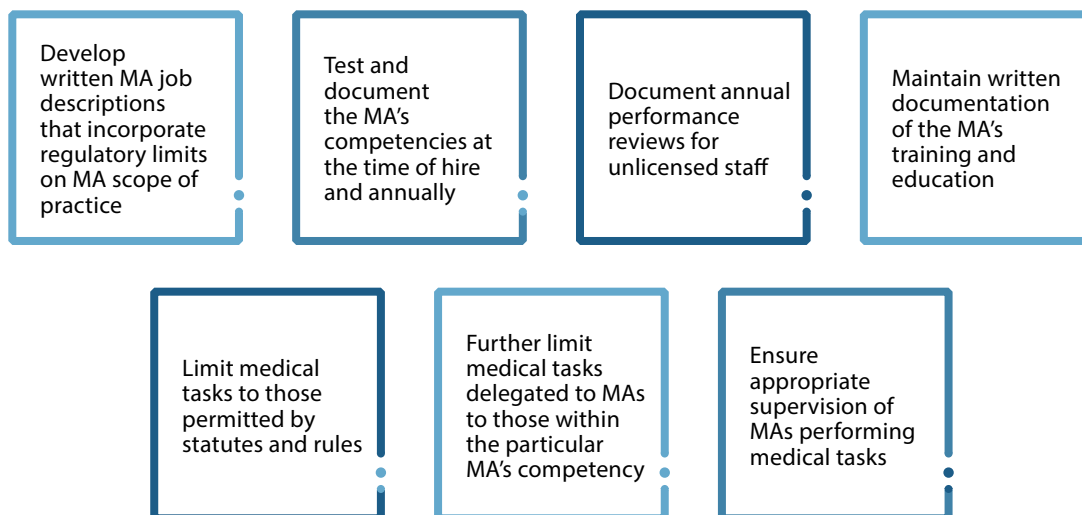 Develop
written MA job
descriptions
that incorporate
regulatory limits
on MA scope of
practice
Test and
document
the MA’s
competencies at
the time of hire
and annually
Document annual
performance
reviews for
unlicensed staff
Maintain written
documentation
of the MA’s
training and
education
Limit medical
tasks to those
permitted by
statutes and rules
Further limit
medical tasks
delegated to MAs
to those within
the particular
MA’s competency
Ensure
appropriate
supervision of
MAs performing
medical tasks